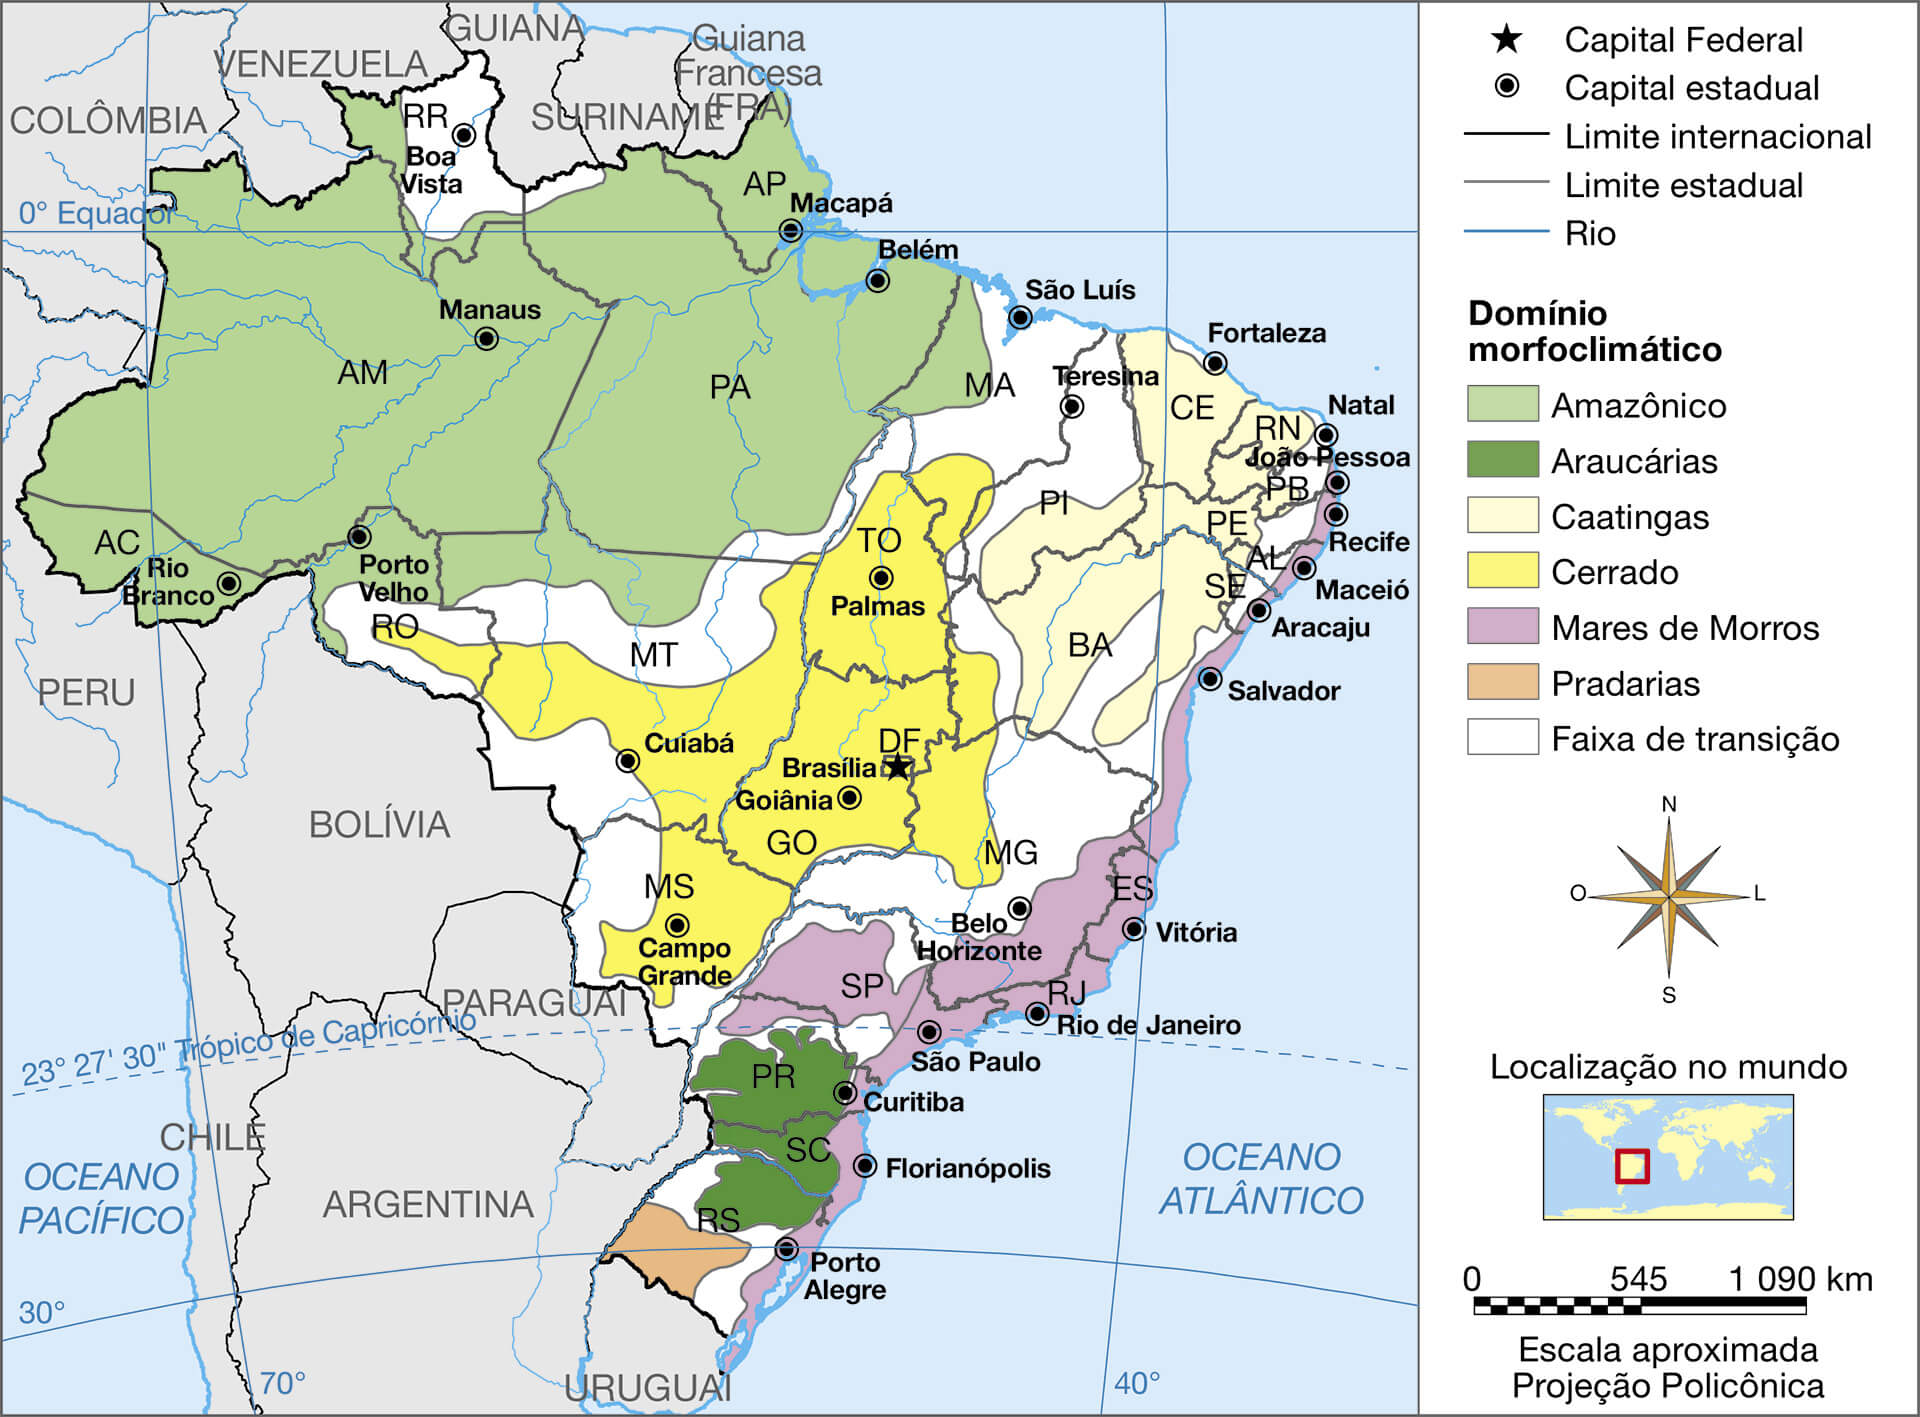 GUIANA
Guiana
Francesa
(FRA)
VENEZUELA
COLÔMBIA
SURINAME
RR
Boa
Vista
AP
Macapá
0° Equador
Belém
São Luís
Manaus
Fortaleza
AM
PA
MA
Teresina
CE
Natal
RN
João Pessoa
PB
PI
PE
Recife
AC
Rio
Branco
Porto
Velho
TO
AL
Maceió
SE
Palmas
Aracaju
RO
MT
BA
PERU
Salvador
Cuiabá
DF
Brasília
Goiânia
GO
BOLÍVIA
MG
MS
ES
Belo
Horizonte
Vitória
Campo
Grande
SP
PARAGUAI
RJ
Rio de Janeiro
23° 27' 30" Trópico de Capricórnio
São Paulo
PR
Curitiba
CHILE
SC
Florianópolis
OCEANO
PACÍFICO
OCEANO
ATLÂNTICO
ARGENTINA
RS
Porto
Alegre
30°
70°
40°
URUGUAI
Capital Federal
Capital estadual
Limite internacional
Limite estadual
Rio
Domínio
morfoclimático
Amazônico
Araucárias
Caatingas
Cerrado
Mares de Morros
Pradarias
Faixa de transição
N
O
L
S
Localização no mundo
0 545 1 090 km
Escala aproximada
Projeção Policônica